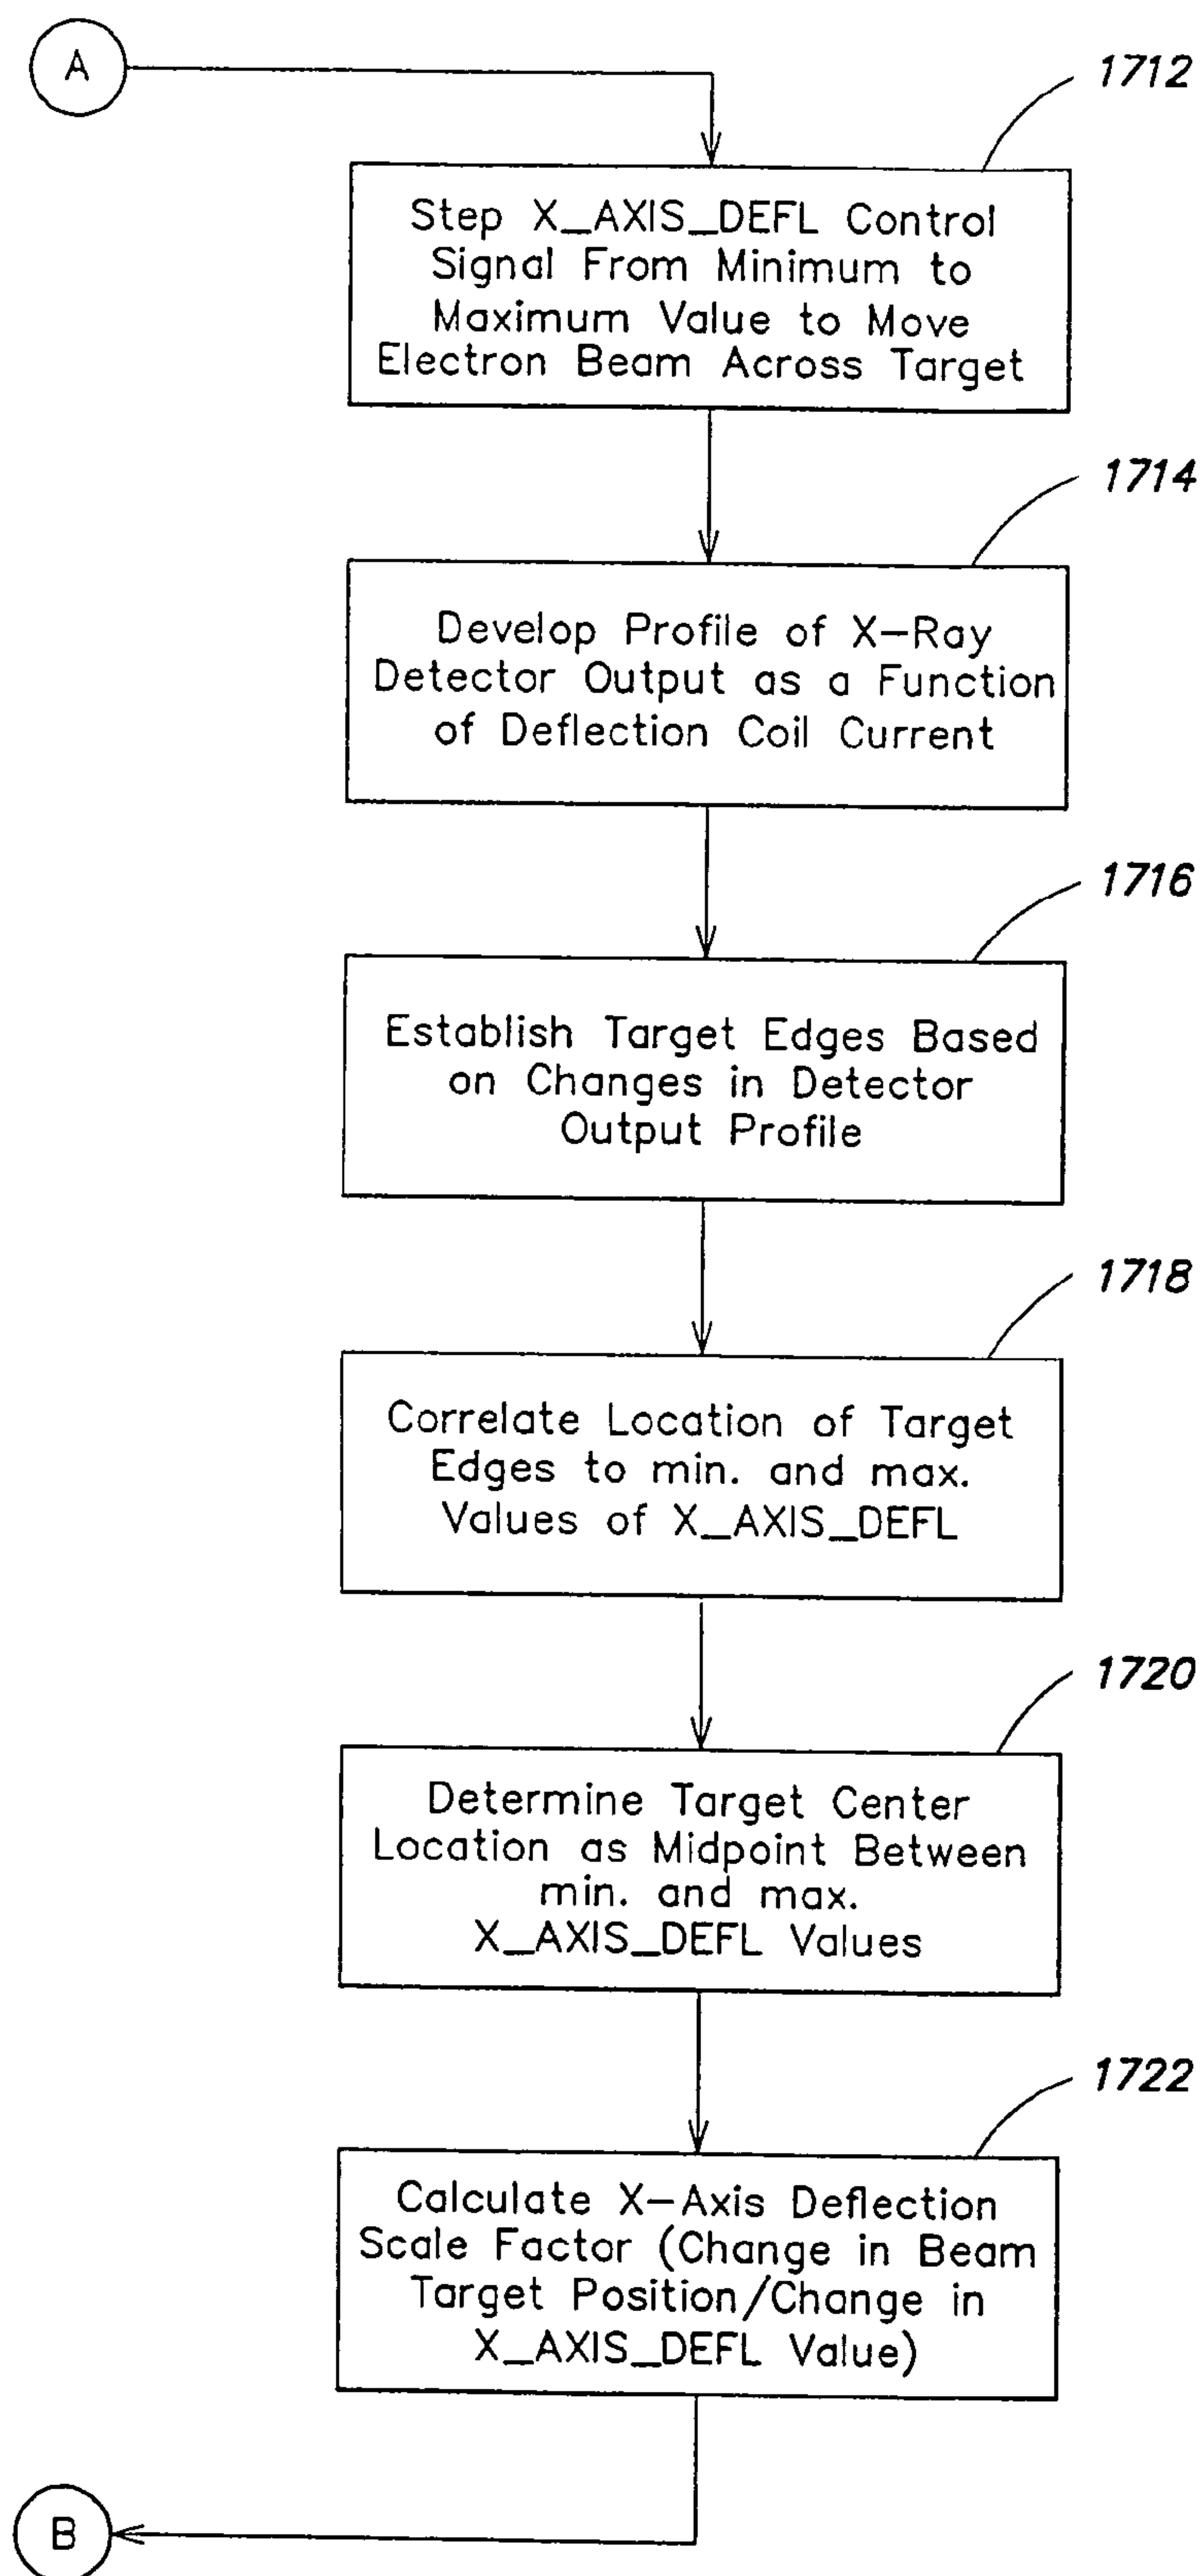 A
1712
Step X_AXIS_DEFL Control
Signal From Minimum to
Maximum Value to Move
Electron Beam Across Target
1714
Develop Profile of X-Ray
Detector Output as a Function
of Deflection Coil Current
1716
Establish Target Edges Based
on Changes in Detector
Output Profile
1718
Correlate Location of Target
Edges to min. and max.
Values of X_AXIS_DEFL
1720
Determine Target Center
Location as Midpoint Between
min. and max.
X_AXIS_DEFL Values
1722
Calculate X-Axis Deflection
Scale Factor (Change in Beam
Target Position/Change in
X_AXIS_DEFL Value)
B